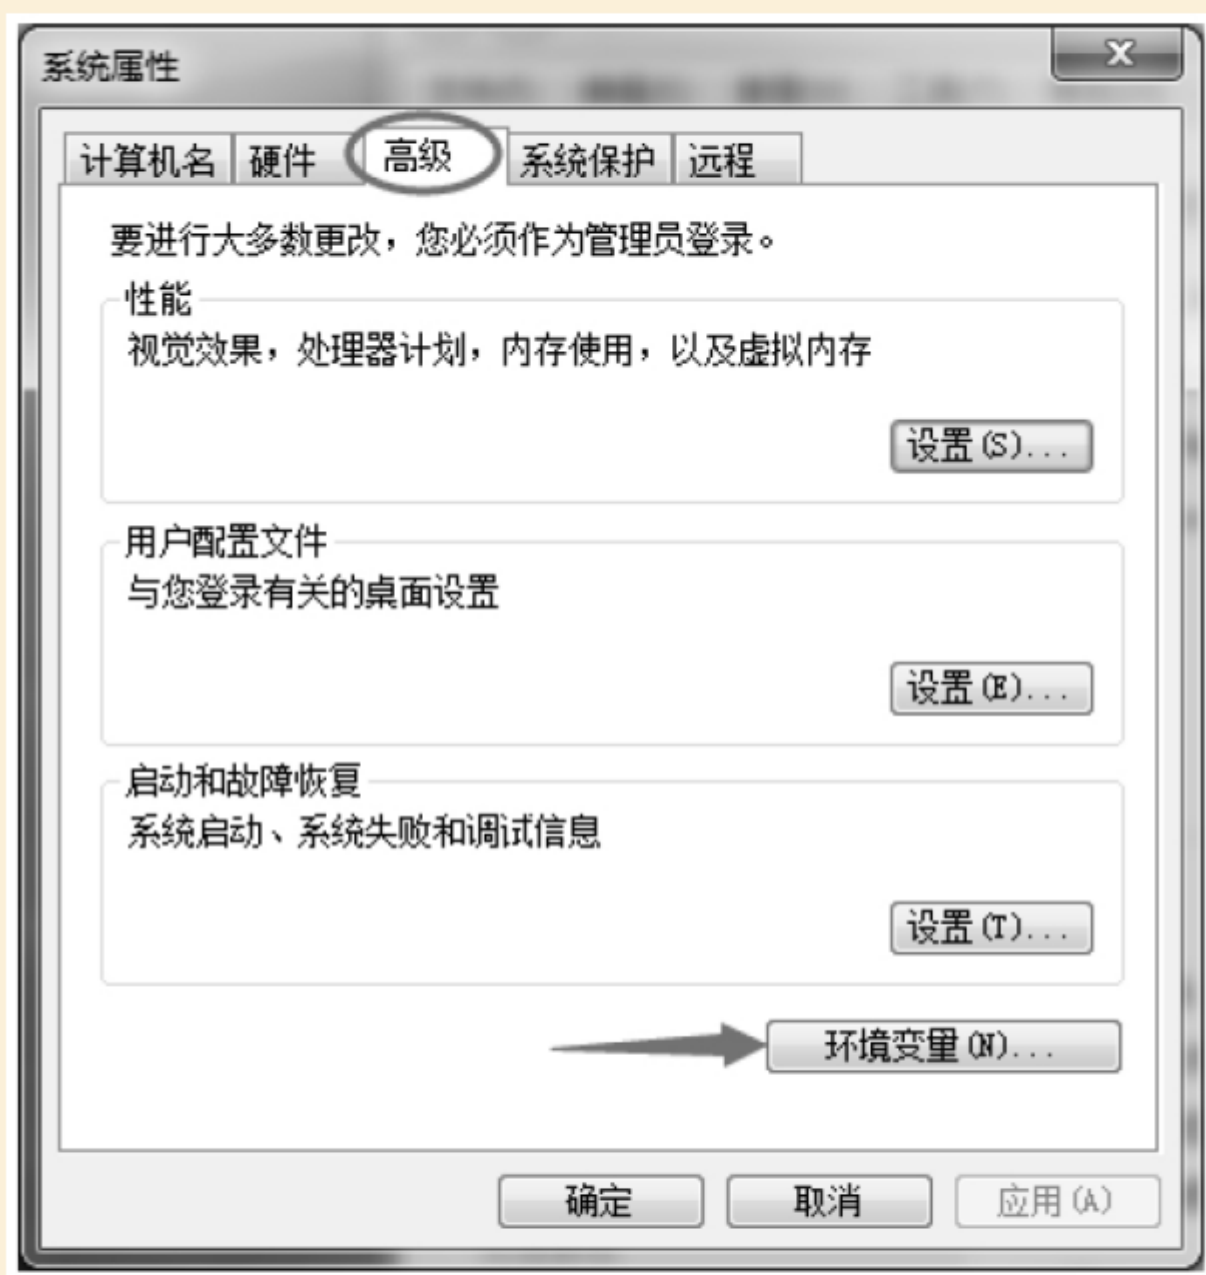 系统属性
计算机名 硬件 高级 系统保护 远程
要进行大多数更改，您必须作为管理员登录。
性能
视觉效果，处理器计划，内存使用，以及虚拟内存
设置(S)...
用户配置文件
与您登录有关的桌面设置
设置(E)...
启动和故障恢复
系统启动、系统失败和调试信息
设置(T)...
环境变量(N)...
确定 取消 应用(A)